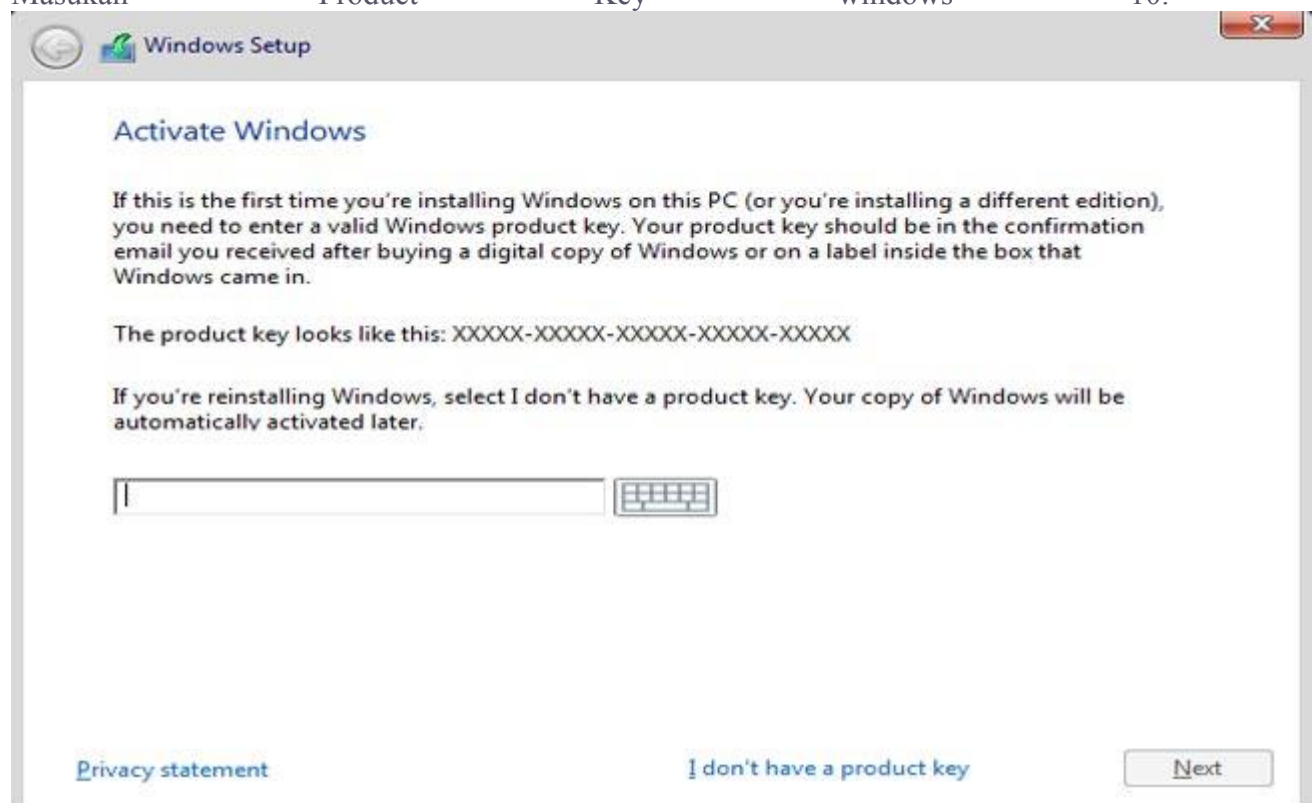 Masukan Product Key windows 10.
Windows Setup
Activate Windows
If this is the first time you're installing Windows on this PC (or you're installing a different edition),
you need to enter a valid Windows product key. Your product key should be in the confirmation
email you received after buying a digital copy of Windows or on a label inside the box that
Windows came in.
The product key looks like this: XXXXX-XXXXX-XXXXX-XXXXX-XXXXX
If you're reinstalling Windows, select I don't have a product key. Your copy of Windows will be
automatically activated later.
Privacy statement
I don't have a product key
Next